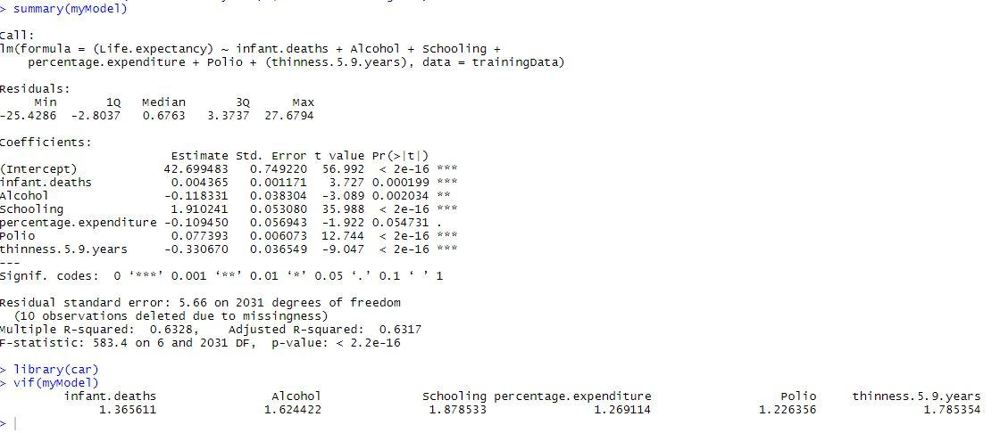 > summary(myModel)
Call:
lm(formula = (Life.expectancy) ~ infant.deaths + Alcohol + Schooling +
    percentage.expenditure + Polio + (thinness.5.9.years), data = trainingData)
Residuals:
     Min       1Q   Median       3Q      Max
-25.4286  -2.8037   0.6763   3.3737  27.6794
Coefficients:
                        Estimate Std. Error t value Pr(>|t|)
(Intercept)            42.699483   0.749220  56.992  < 2e-16 ***
infant.deaths           0.004365   0.001171   3.727 0.000199 ***
Alcohol                -0.118331   0.038304  -3.089 0.002034 **
Schooling               1.910241   0.053080  35.988  < 2e-16 ***
percentage.expenditure -0.109450   0.056943  -1.922 0.054731 .
Polio                   0.077393   0.006073  12.744  < 2e-16 ***
thinness.5.9.years     -0.330670   0.036549  -9.047  < 2e-16 ***
---
Signif. codes:  0 ‘***’ 0.001 ‘**’ 0.01 ‘*’ 0.05 ‘.’ 0.1 ‘ ’ 1
Residual standard error: 5.66 on 2031 degrees of freedom
  (10 observations deleted due to missingness)
Multiple R-squared:  0.6328,    Adjusted R-squared:  0.6317
F-statistic: 583.4 on 6 and 2031 DF,  p-value: < 2.2e-16
> library(car)
> vif(myModel)
         infant.deaths                Alcohol              Schooling percentage.expenditure                  Polio     thinness.5.9.years
              1.365611               1.624422               1.878533               1.269114               1.226356               1.785354
>